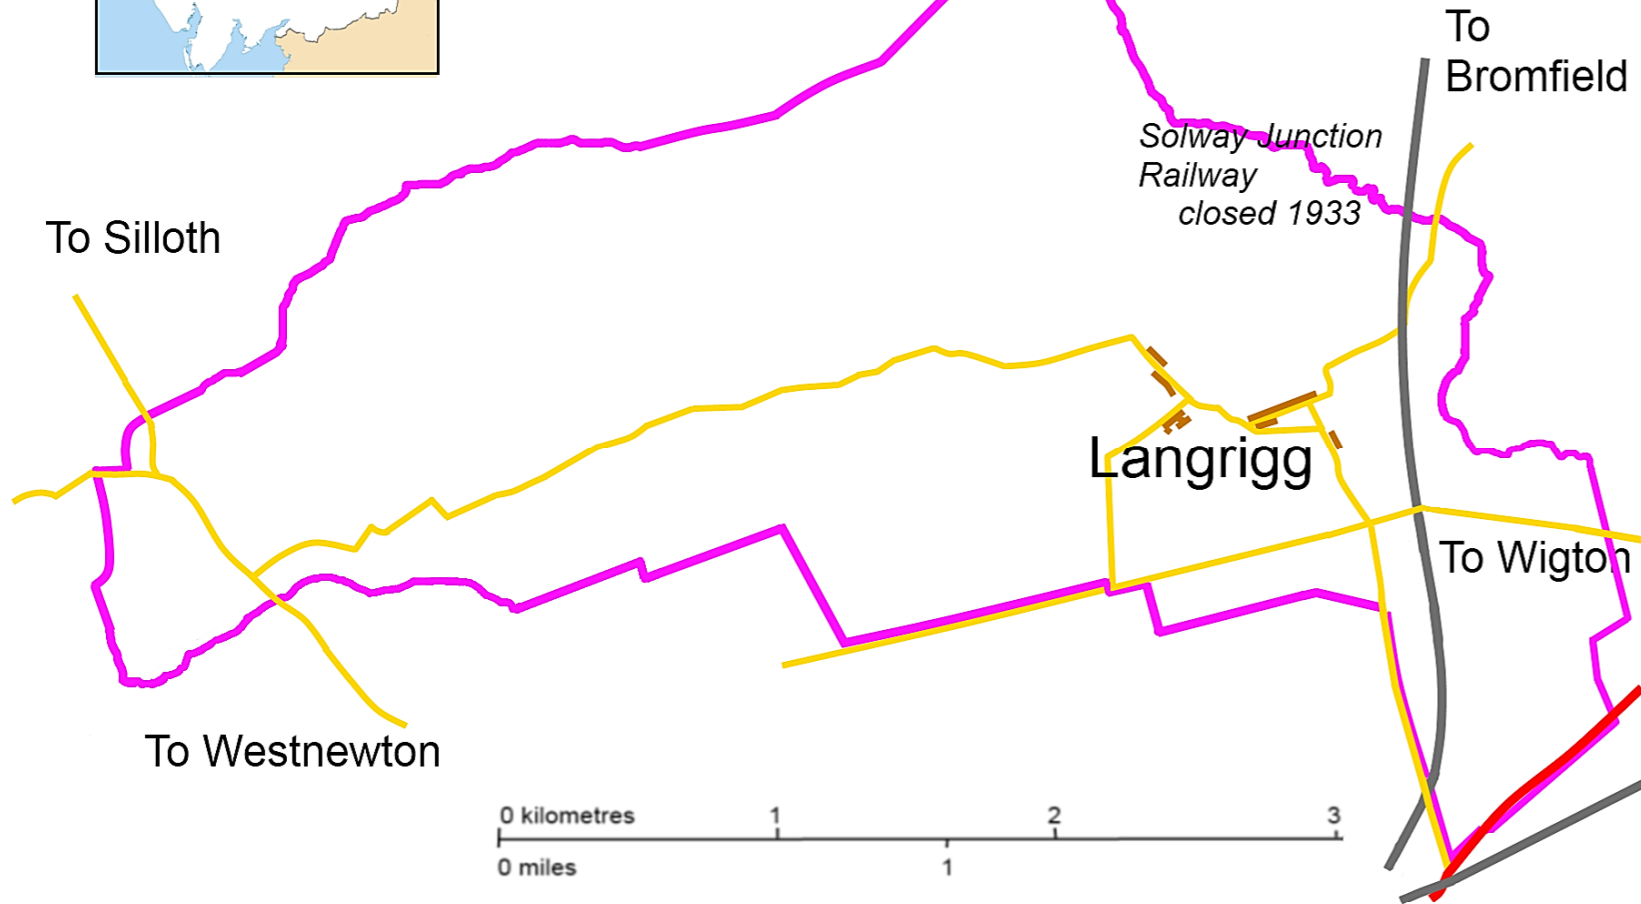 To
Bromfield
Solway Junction
Railway
closed 1933
To Silloth
Langrigg
To Wigton
To Westnewton
0 kilometres 1 2 3
0 miles 1